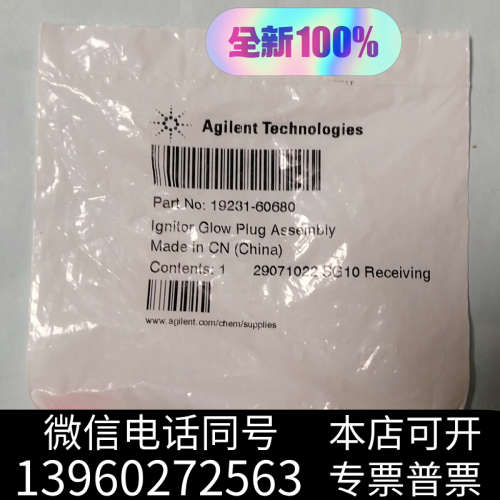 全新100%
Agilent Technologies
Part No: 19231-60680
Ignitor Glow Plug Assembly
Made in CN (China)
Contents: 1 29071022 SG10 Receiving
www.agilent.com/chem/supplies
微信电话同号 本店可开
13960272563 专票普票